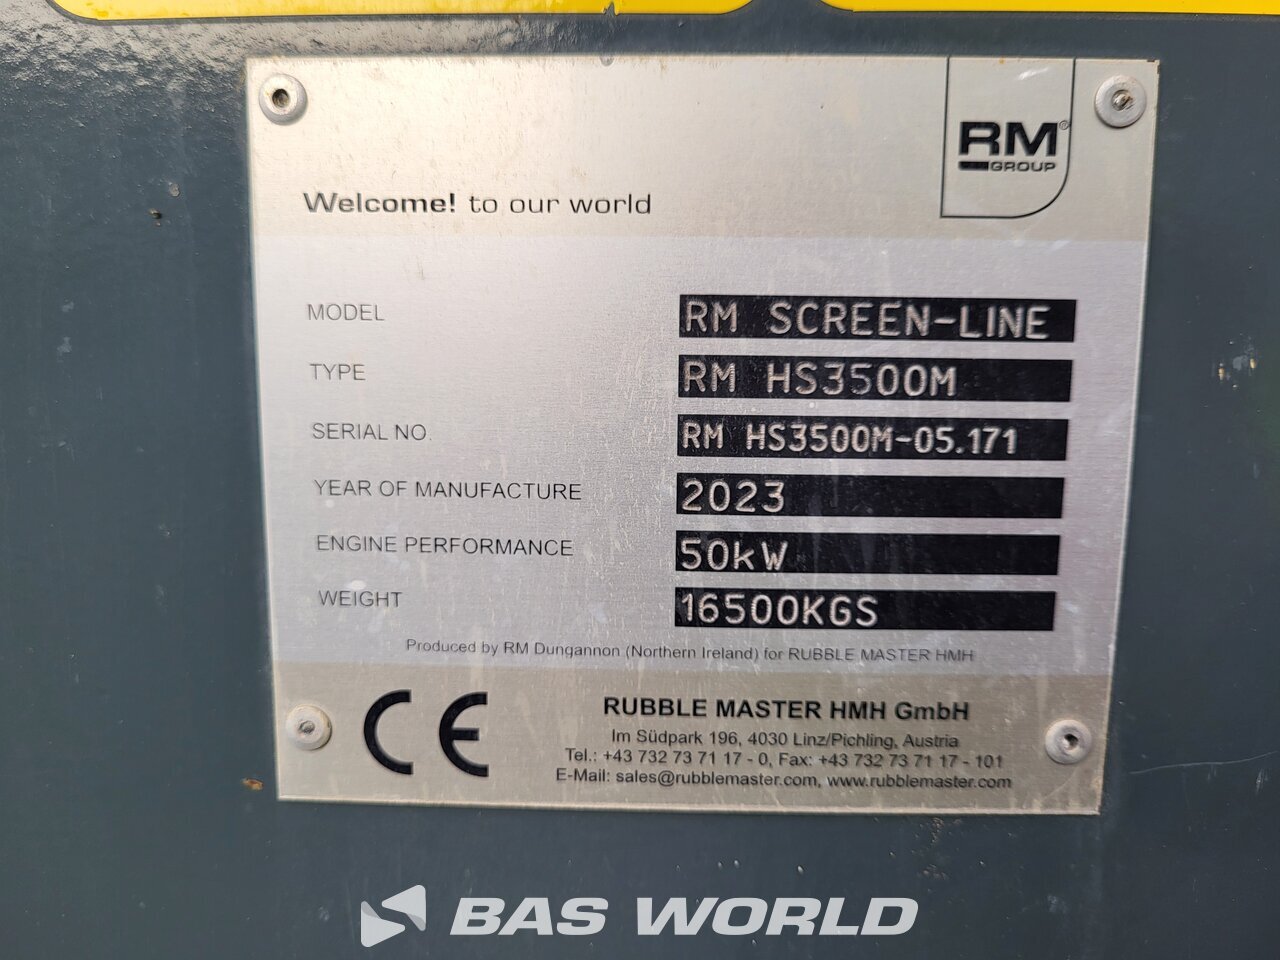 RM®
GROUP
Welcome! to our world
MODEL RM SCREEN-LINE
TYPE RM HS3500M
SERIAL NO. RM HS3500M-05.171
YEAR OF MANUFACTURE 2023
ENGINE PERFORMANCE 50kW
WEIGHT 16500KGS
Produced by RM Dungannon (Northern Ireland) for RUBBLE MASTER HMH
CE
RUBBLE MASTER HMH GmbH
Im Südpark 196, 4030 Linz/Pichling, Austria
Tel.: +43 732 73 71 17 - 0, Fax: +43 732 73 71 17 - 101
E-Mail: sales@rubblemaster.com, www.rubblemaster.com
BAS WORLD